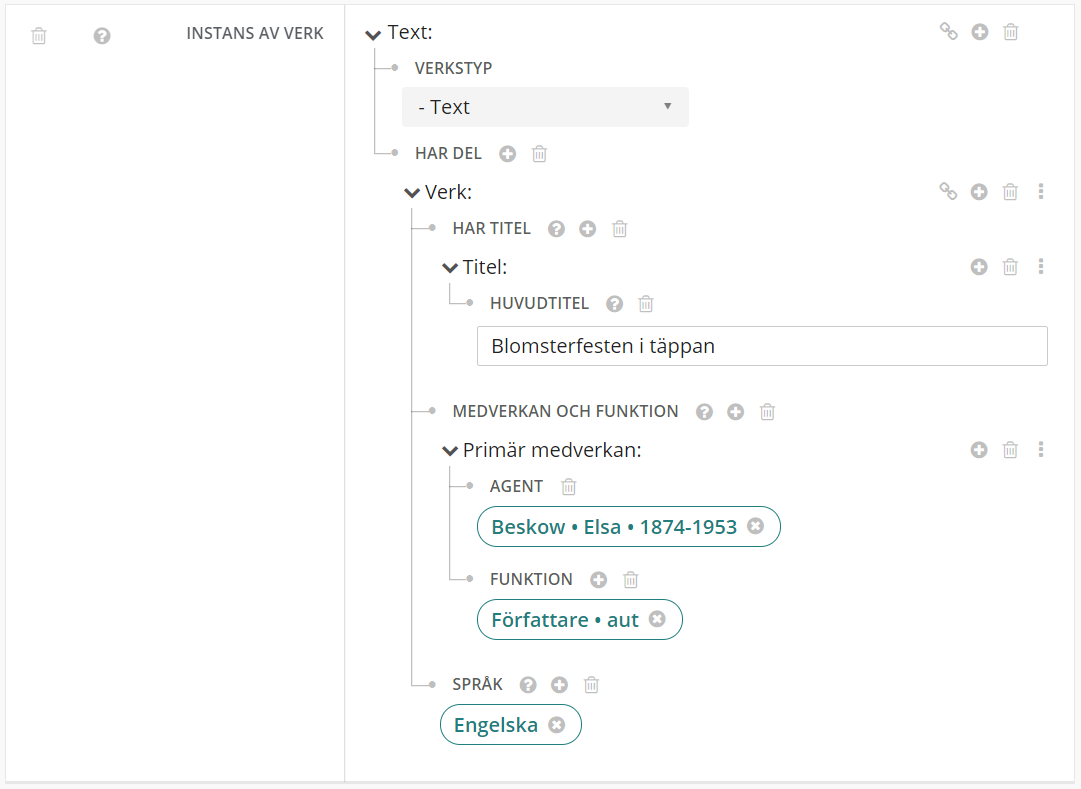 INSTANS AV VERK
Text:
VERKSTYP
- Text
HAR DEL
Verk:
HAR TITEL
Titel:
HUVUDTITEL
Blomsterfesten i täppan
MEDVERKAN OCH FUNKTION
Primär medverkan:
AGENT
Beskow • Elsa • 1874-1953
FUNKTION
Författare • aut
SPRÅK
Engelska